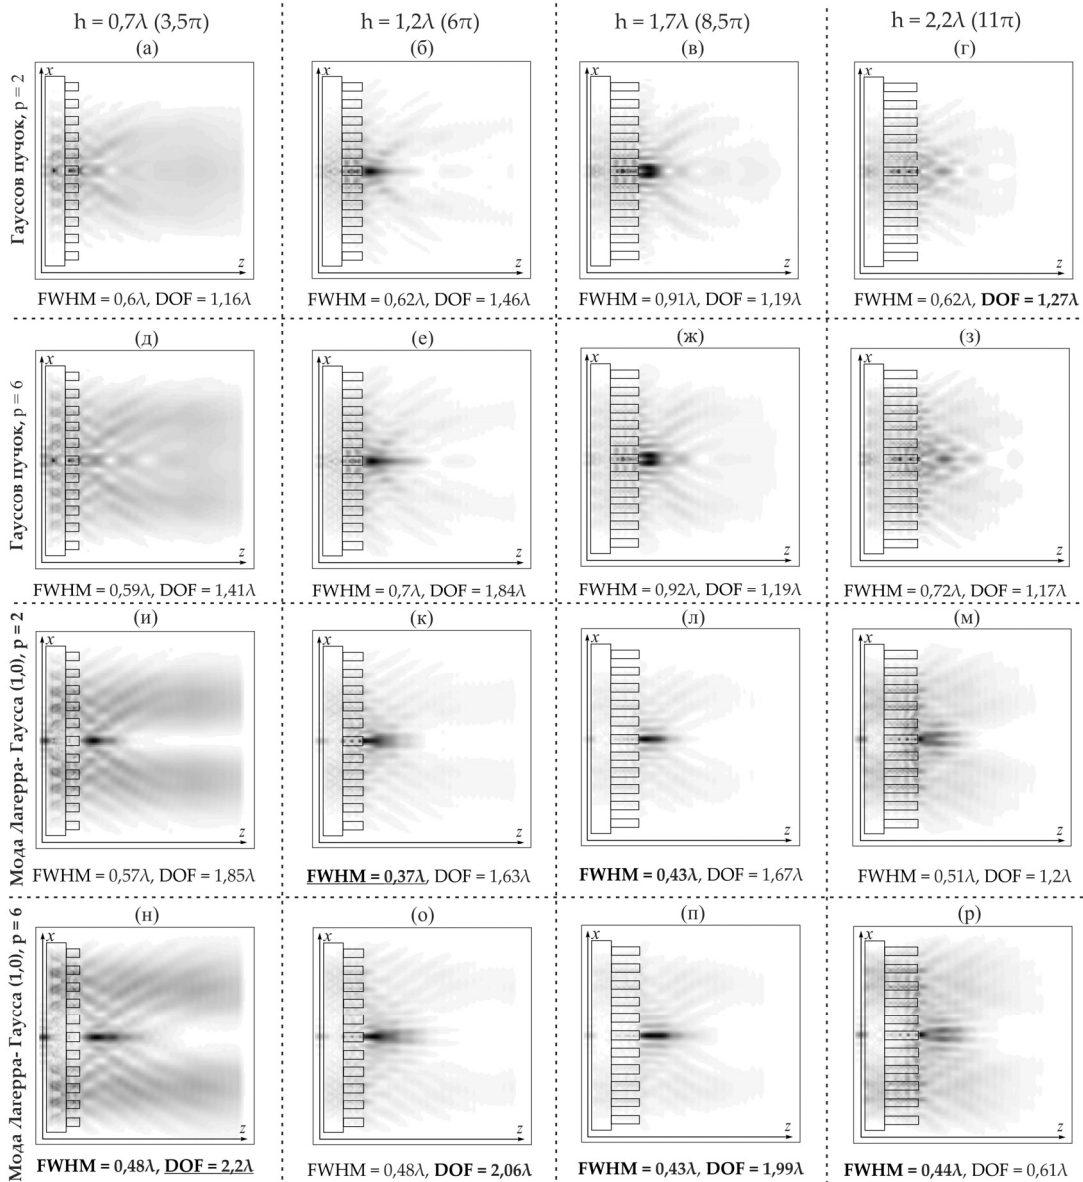 h = 0,7λ (3,5π) h = 1,2λ (6π) h = 1,7λ (8,5π) h = 2,2λ (11π)
(а) (б) (в) (г)
Гауссов пучок, p = 2
x x x x
z z z z
FWHM = 0,6λ, DOF = 1,16λ FWHM = 0,62λ, DOF = 1,46λ FWHM = 0,91λ, DOF = 1,19λ FWHM = 0,62λ, DOF = 1,27λ
(д) (е) (ж) (з)
Гауссов пучок, p = 6
x x x x
z z z z
FWHM = 0,59λ, DOF = 1,41λ FWHM = 0,7λ, DOF = 1,84λ FWHM = 0,92λ, DOF = 1,19λ FWHM = 0,72λ, DOF = 1,17λ
(и) (к) (л) (м)
Мода Лагерра- Гаусса (1,0), p = 2
x x x x
z z z z
FWHM = 0,57λ, DOF = 1,85λ FWHM = 0,37λ, DOF = 1,63λ FWHM = 0,43λ, DOF = 1,67λ FWHM = 0,51λ, DOF = 1,2λ
(н) (о) (п) (р)
Мода Лагерра- Гаусса (1,0), p = 6
x x x x
z z z z
FWHM = 0,48λ, DOF = 2,2λ FWHM = 0,48λ, DOF = 2,06λ FWHM = 0,43λ, DOF = 1,99λ FWHM = 0,44λ, DOF = 0,61λ